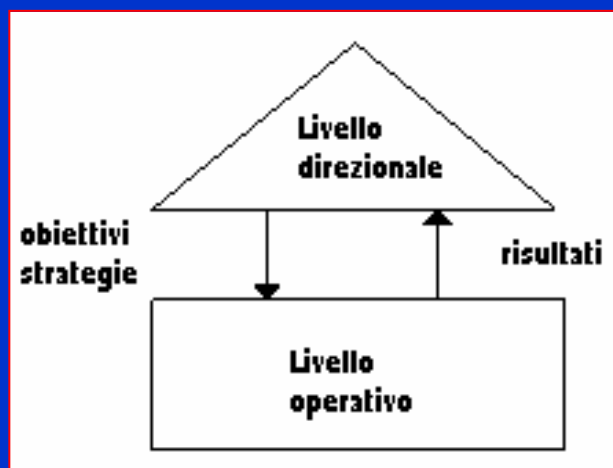 Livello
direzionale
obiettivi
strategie
risultati
Livello
operativo